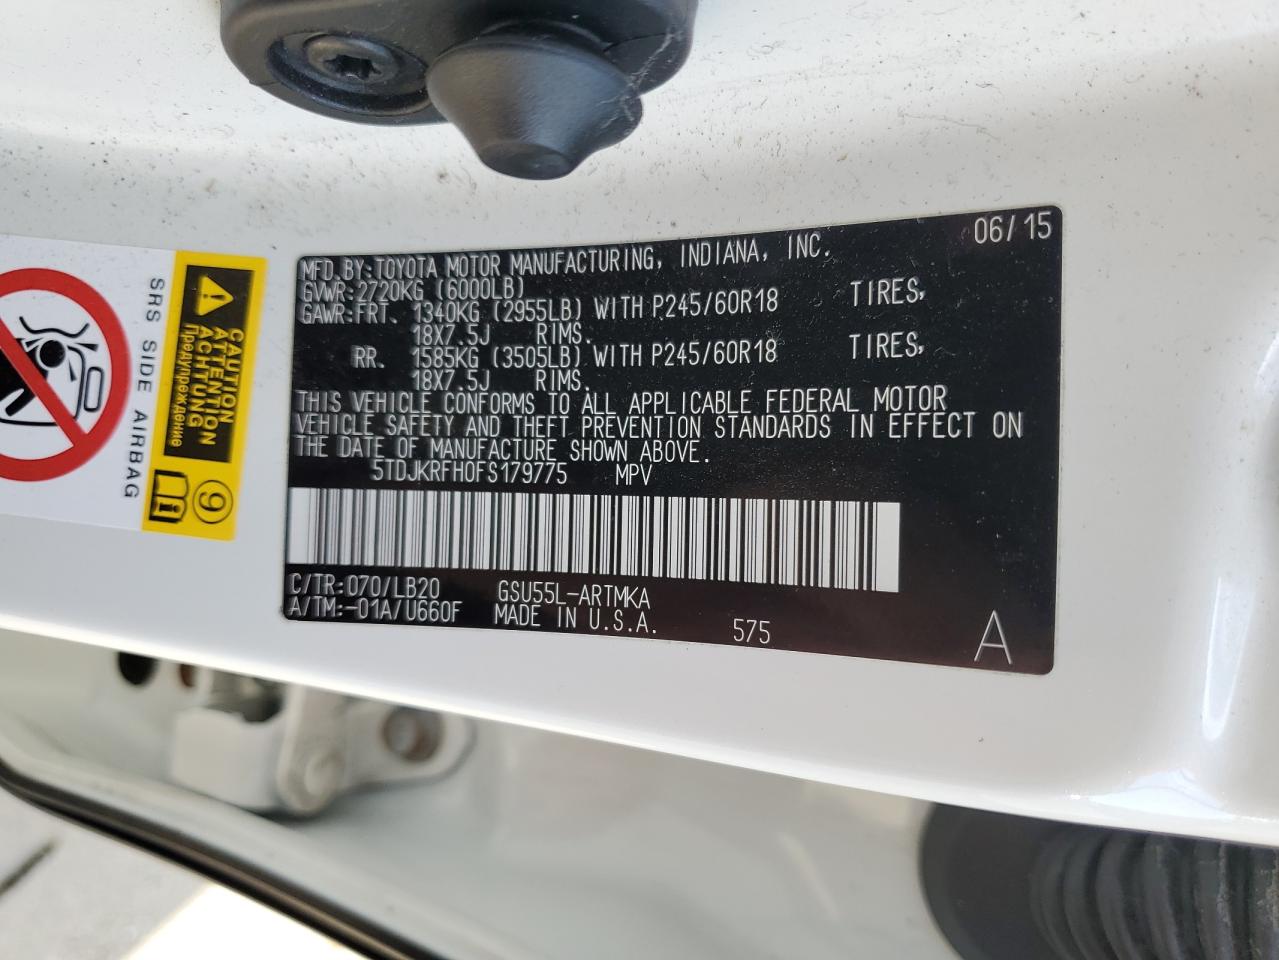 06/15
MFD. BY: TOYOTA MOTOR MANUFACTURING, INDIANA, INC.
GVWR: 2720KG (6000LB)
GAWR: FRT. 1340KG (2955LB) WITH P245/60R18 TIRES,
18X7.5J RIMS.
RR. 1585KG (3505LB) WITH P245/60R18 TIRES,
18X7.5J RIMS.
THIS VEHICLE CONFORMS TO ALL APPLICABLE FEDERAL MOTOR
VEHICLE SAFETY AND THEFT PREVENTION STANDARDS IN EFFECT ON
THE DATE OF MANUFACTURE SHOWN ABOVE.
5TDJKRFH0FS179775 MPV
C/TR: 070/LB20 GSU55L-ARTMKA
A/TM: -01A/U660F MADE IN U.S.A. 575 A
CAUTION
ATTENTION
ACHTUNG
Предупреждение
9
SRS SIDE AIRBAG